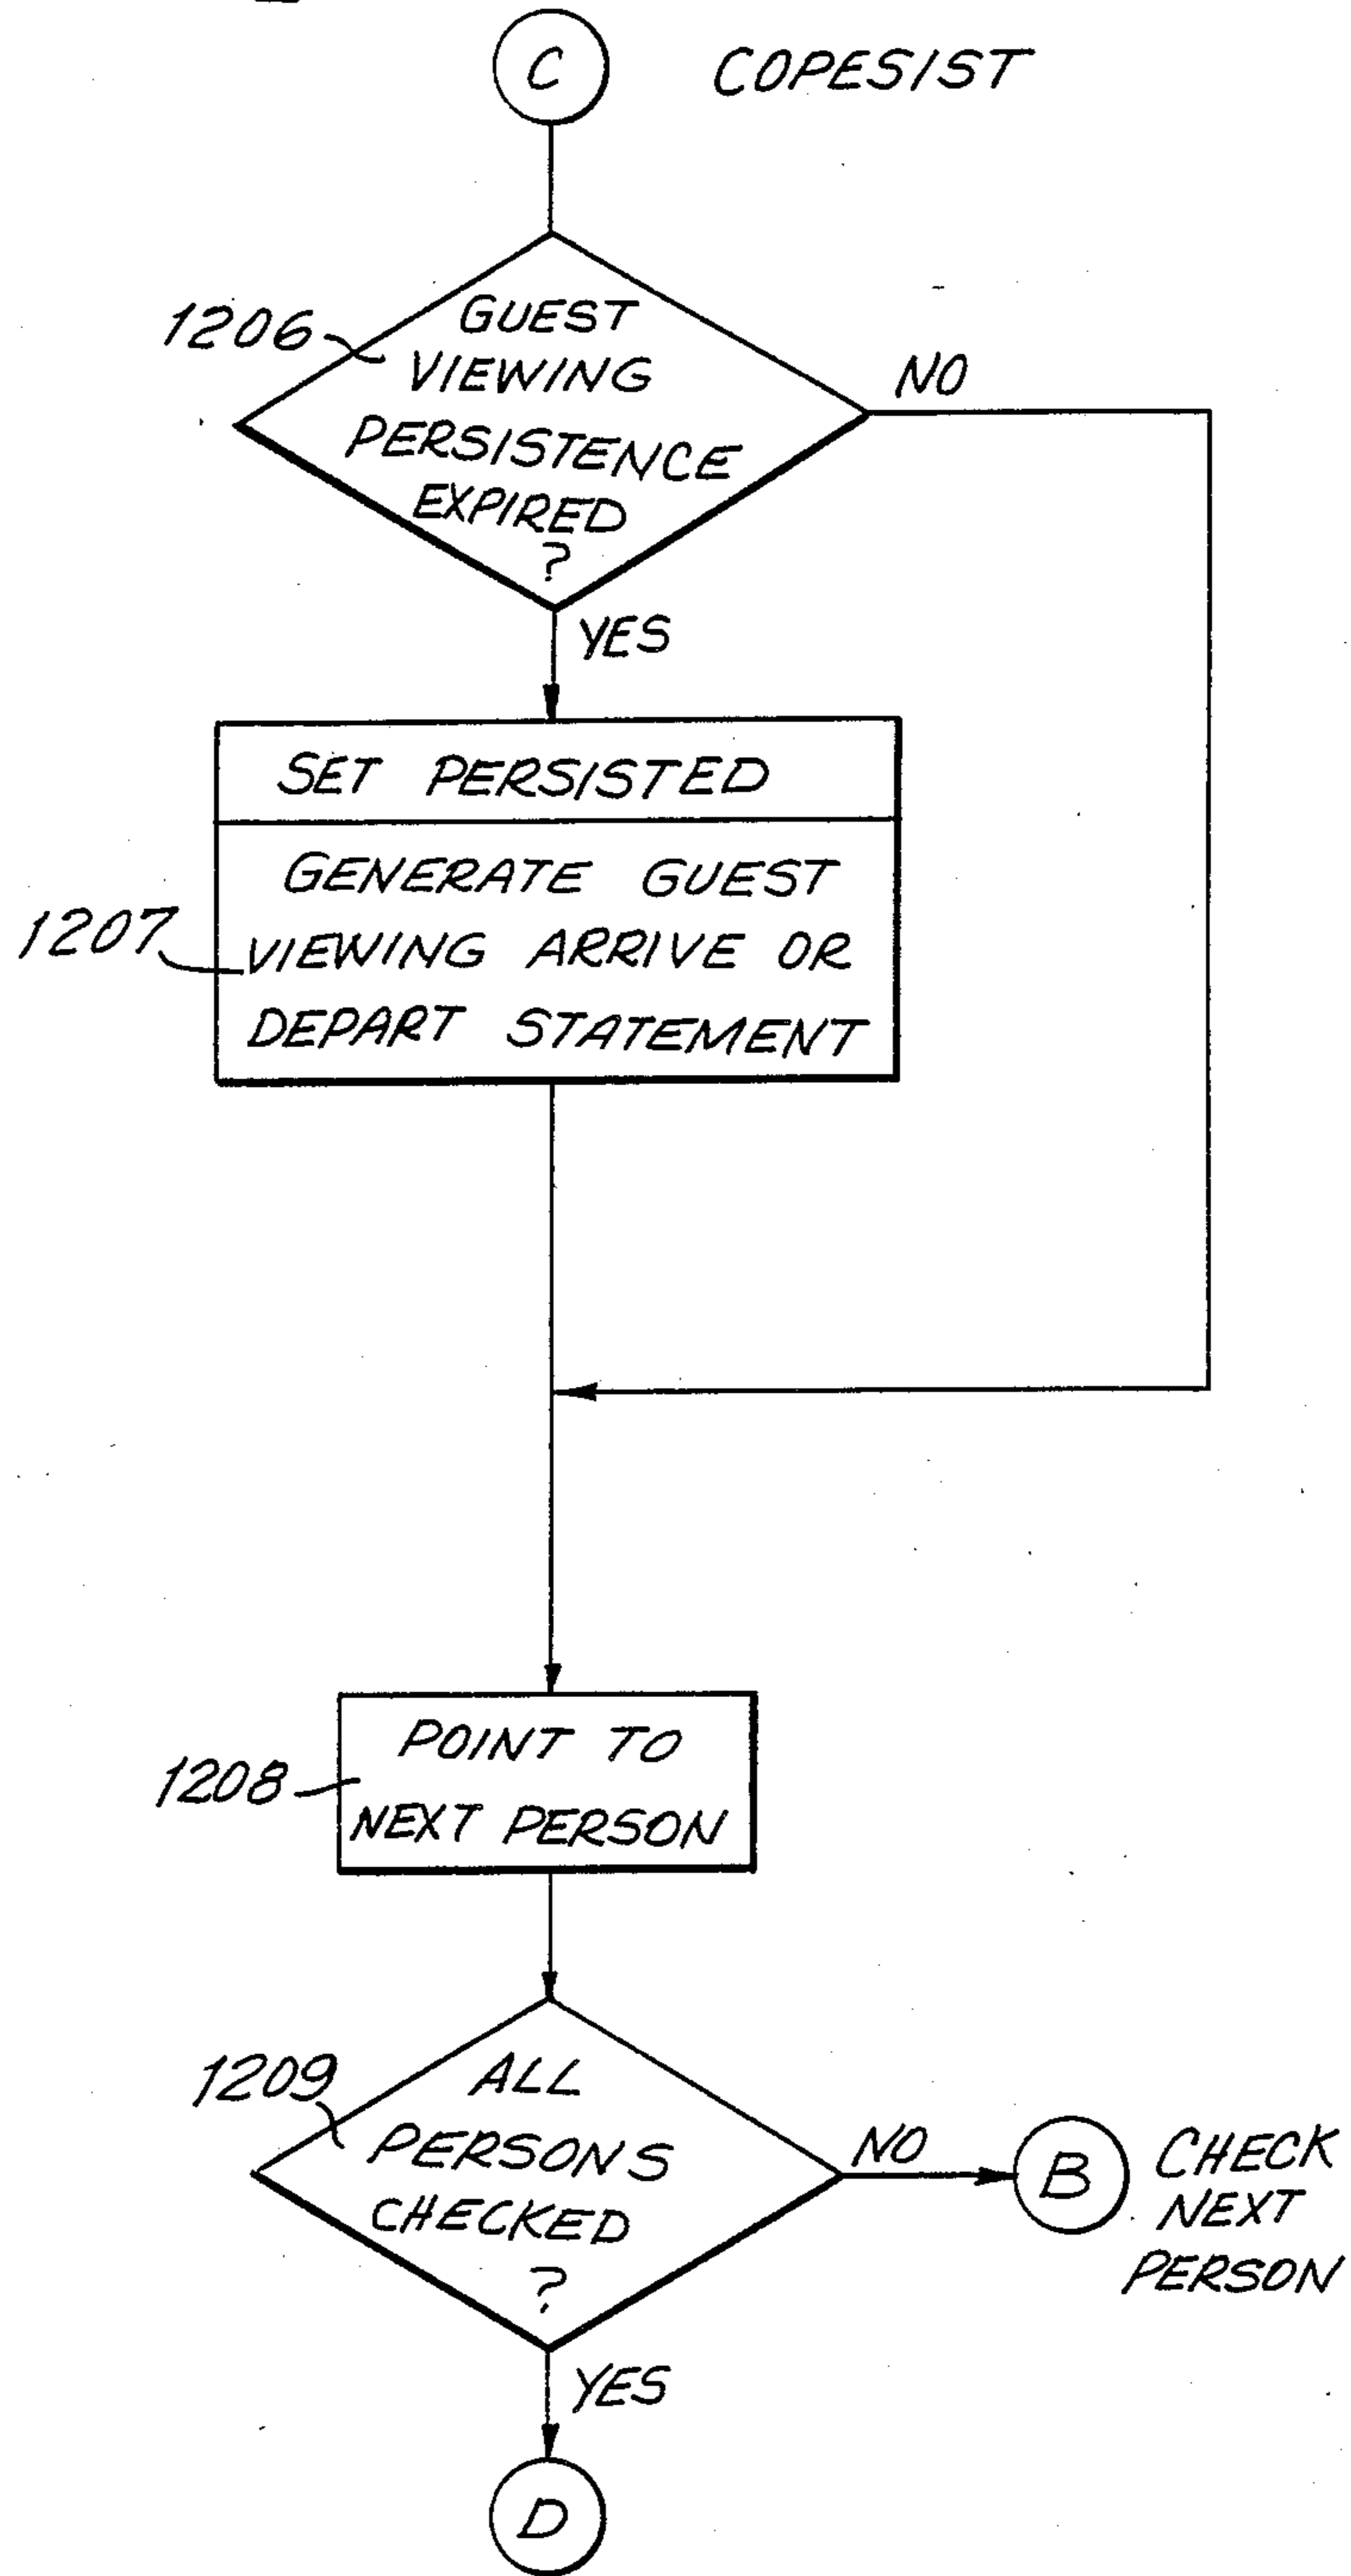 C
COPESIST
1206
GUEST
VIEWING
PERSISTENCE
EXPIRED
?
NO
YES
SET PERSISTED
1207
GENERATE GUEST
VIEWING ARRIVE OR
DEPART STATEMENT
1208
POINT TO
NEXT PERSON
1209
ALL
PERSONS
CHECKED
?
NO
B
CHECK
NEXT
PERSON
YES
D